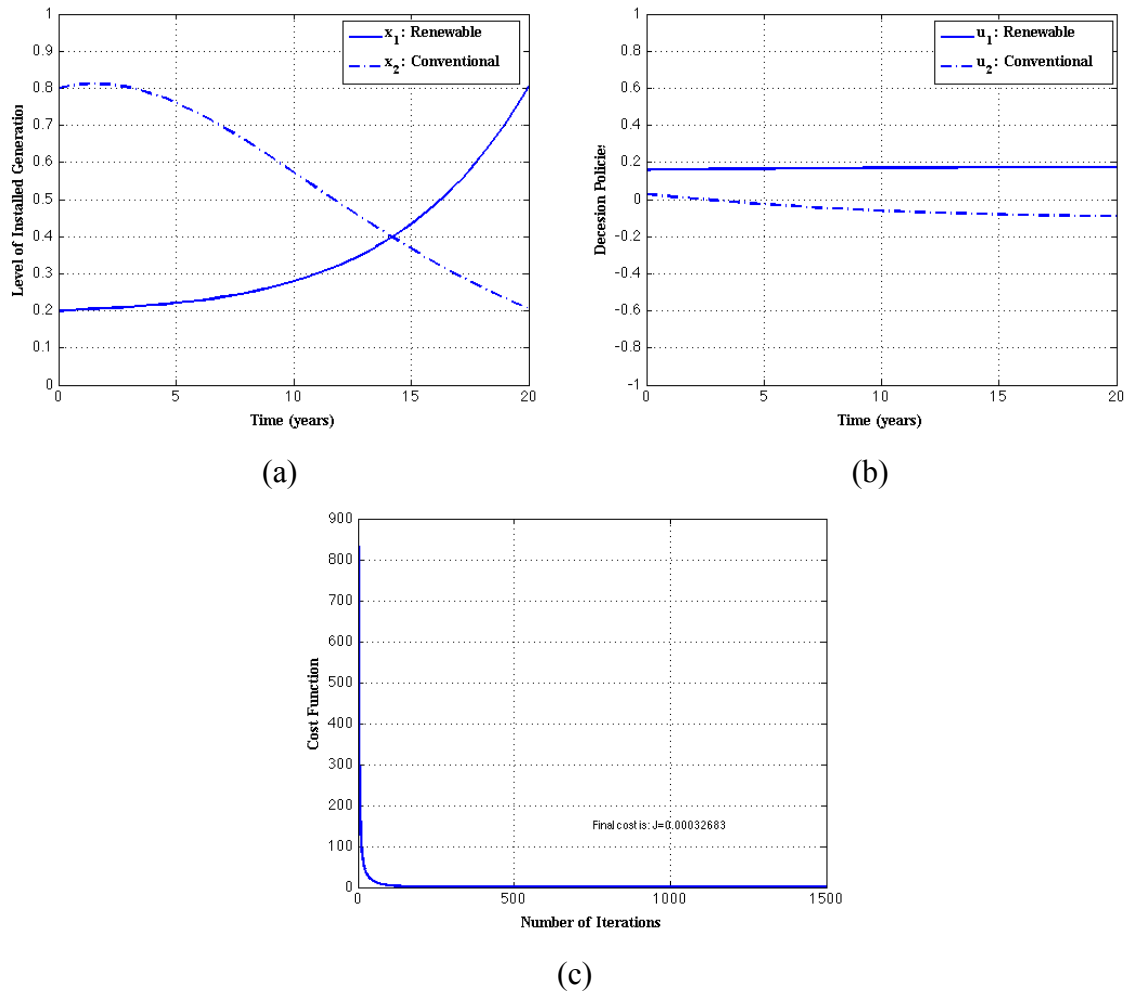 x1: Renewable
x2: Conventional
1
0.9
0.8
0.7
0.6
0.5
0.4
0.3
0.2
0.1
0
Level of Installed Generation
0 5 10 15 20
Time (years)
(a)
u1: Renewable
u2: Conventional
1
0.8
0.6
0.4
0.2
0
-0.2
-0.4
-0.6
-0.8
-1
Decesion Policies
0 5 10 15 20
Time (years)
(b)
900
800
700
600
500
400
300
200
100
0
Cost Function
Final cost is: J=0.00032683
0 500 1000 1500
Number of Iterations
(c)